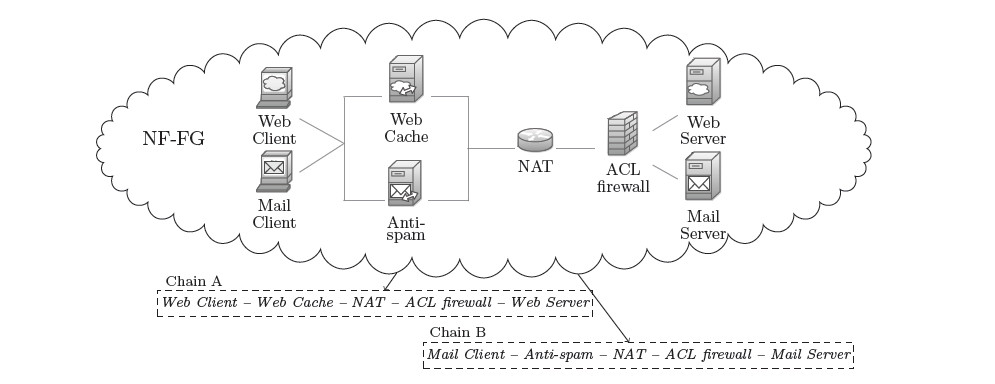 NF-FG
Web
Client
Mail
Client
Web
Cache
Anti-
spam
NAT
ACL
firewall
Web
Server
Mail
Server
Chain A
Web Client – Web Cache – NAT – ACL firewall – Web Server
Chain B
Mail Client – Anti-spam – NAT – ACL firewall – Mail Server